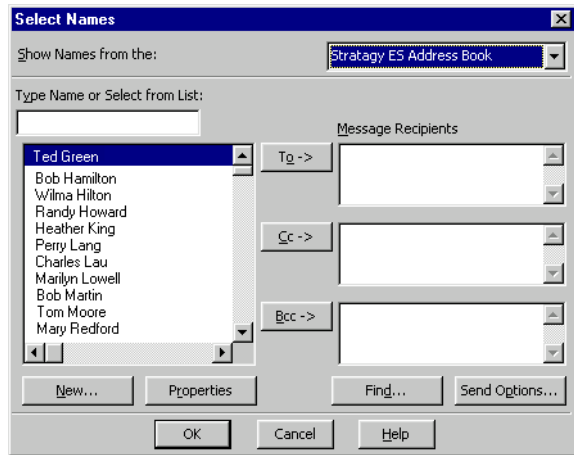 Select Names
Show Names from the:
Stratagy ES Address Book
Type Name or Select from List:
Message Recipients
Ted Green
Bob Hamilton
Wilma Hilton
Randy Howard
Heather King
Perry Lang
Charles Lau
Marilyn Lowell
Bob Martin
Tom Moore
Mary Redford
To ->
Cc ->
Bcc ->
New...
Properties
Find...
Send Options...
OK
Cancel
Help